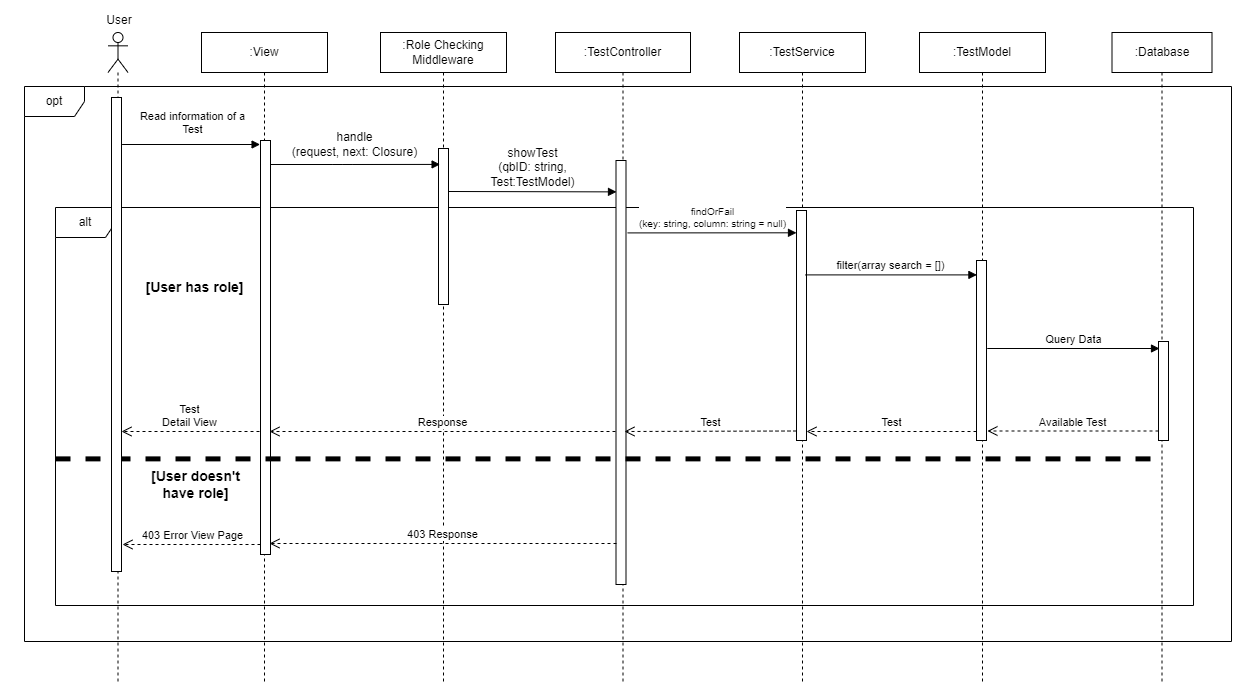 User
:View
:Role Checking
Middleware
:TestController
:TestService
:TestModel
:Database
opt
Read information of a
Test
handle
(request, next: Closure)
showTest
(qbID: string,
Test:TestModel)
alt
findOrFail
(key: string, column: string = null)
filter(array search = [])
[User has role]
Query Data
Test
Detail View
Response
Test
Test
Available Test
[User doesn't
have role]
403 Error View Page
403 Response